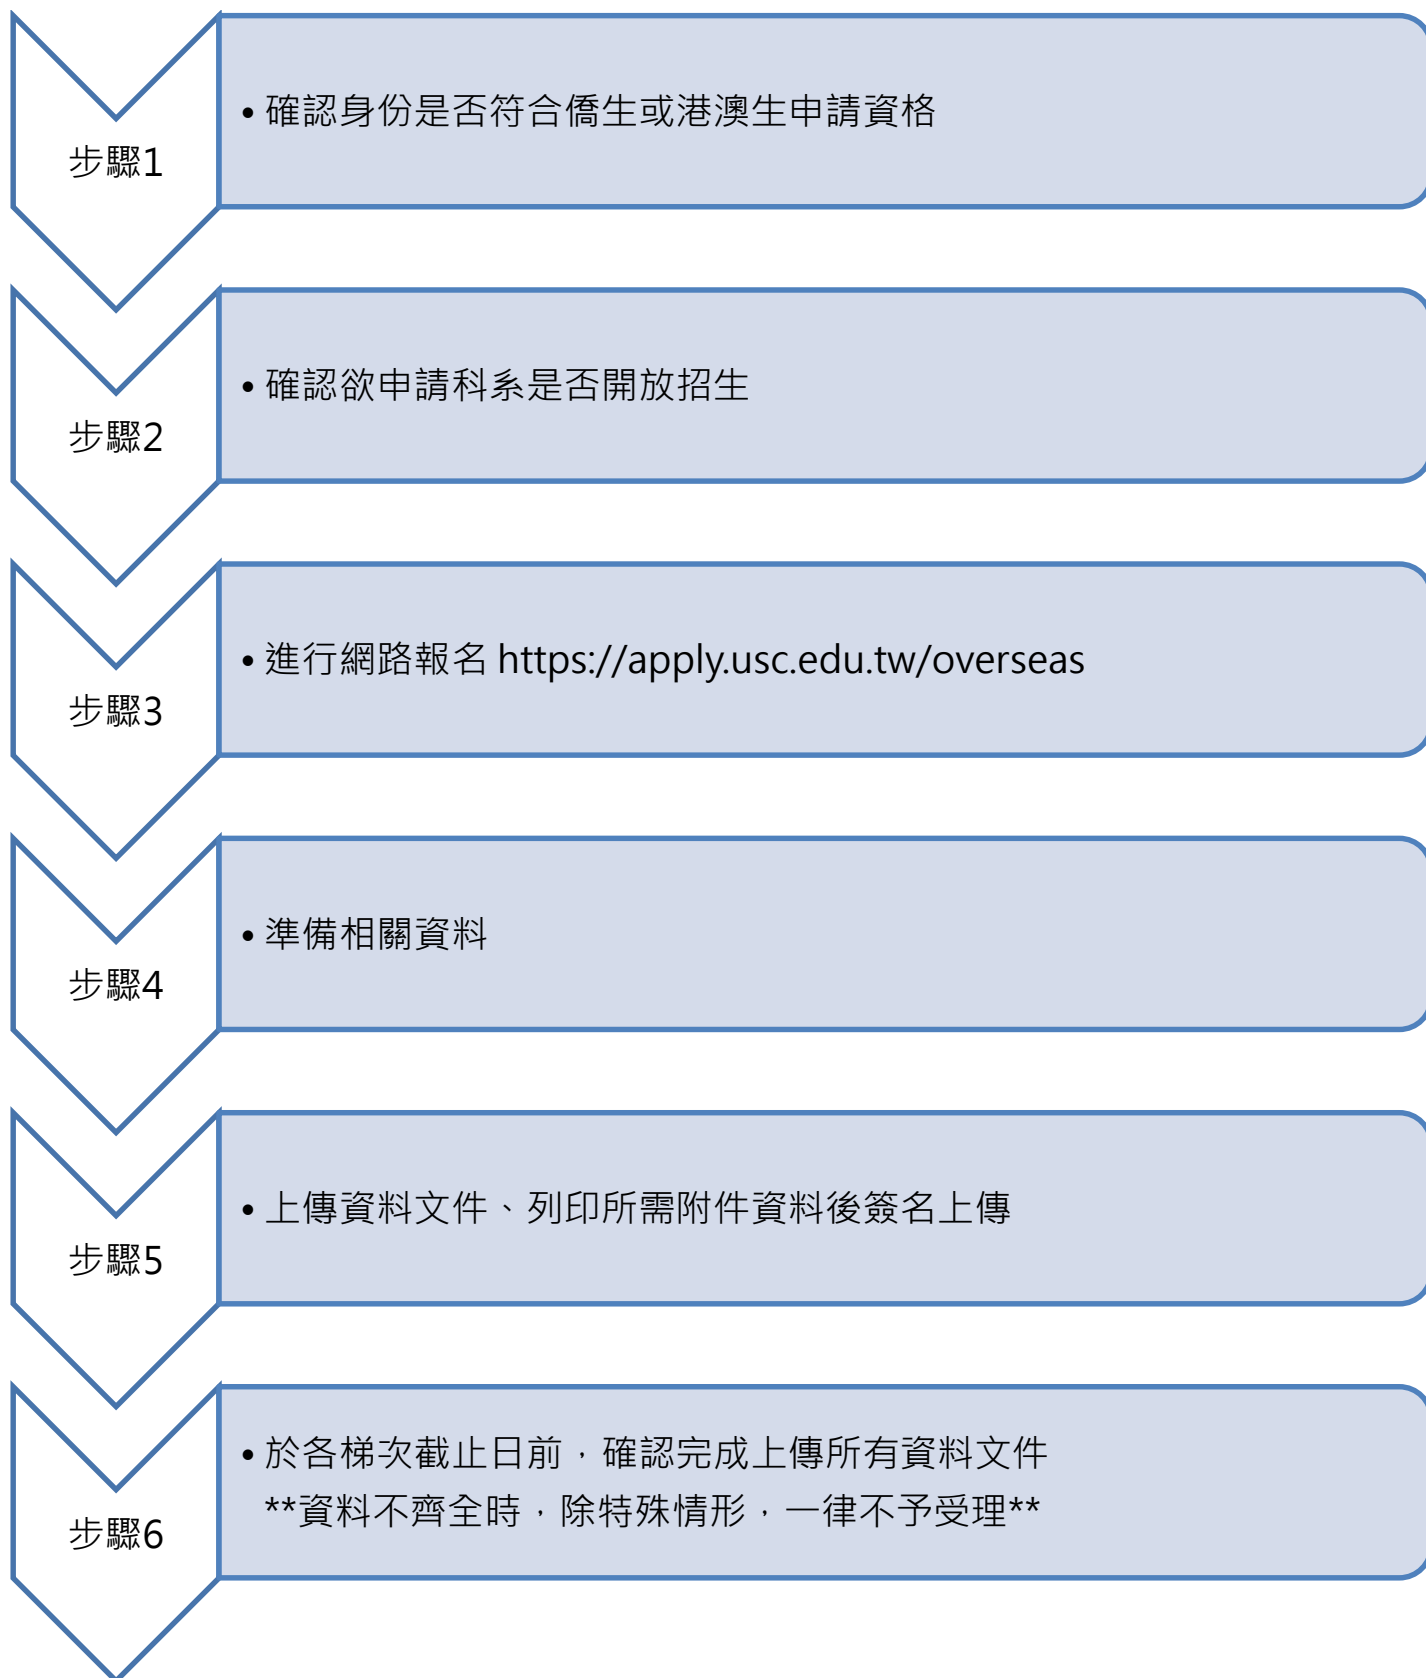 步驟1
•確認身份是否符合僑生或港澳生申請資格
步驟2
•確認欲申請科系是否開放招生
步驟3
•進行網路報名 https://apply.usc.edu.tw/overseas
步驟4
•準備相關資料
步驟5
•上傳資料文件、列印所需附件資料後簽名上傳
步驟6
•於各梯次截止日前，確認完成上傳所有資料文件
**資料不齊全時，除特殊情形，一律不予受理**